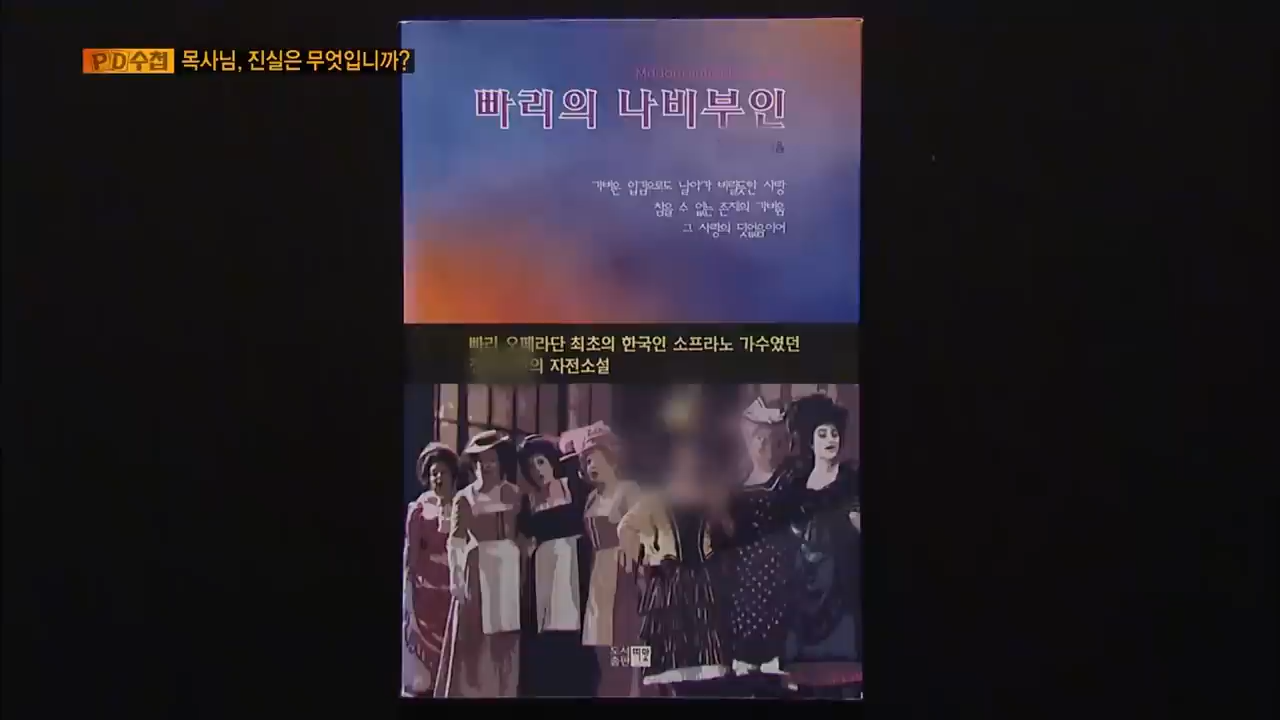 PD수첩 목사님, 진실은 무엇입니까?
빠리의 나비부인
가벼운 입김으로도 날아가 버릴듯한 사랑
참을 수 없는 존재의 가벼움
그 사랑의 덧없음이여
빠리 오페라단 최초의 한국인 소프라노 가수였던
의 자전소설
도서출판